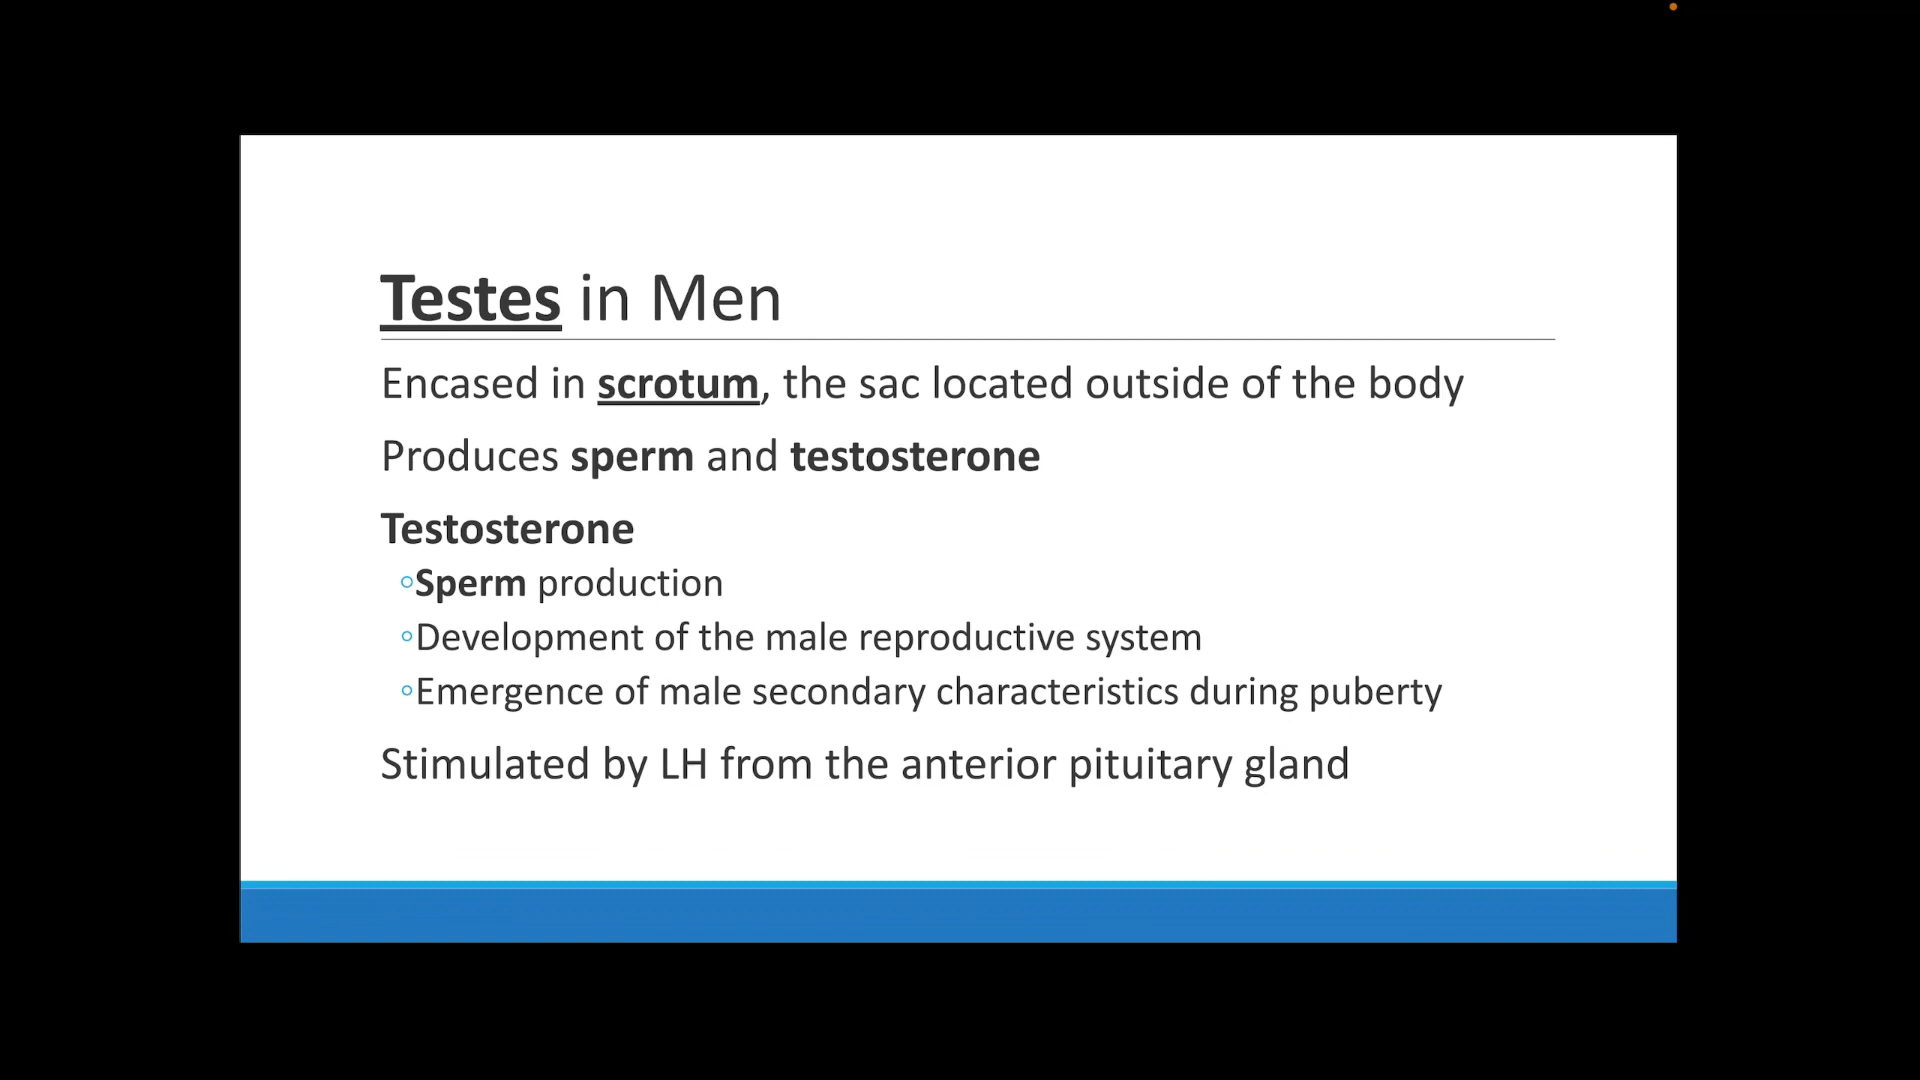 Testes in Men
Encased in scrotum, the sac located outside of the body
Produces sperm and testosterone
Testosterone
◦Sperm production
◦Development of the male reproductive system
◦Emergence of male secondary characteristics during puberty
Stimulated by LH from the anterior pituitary gland